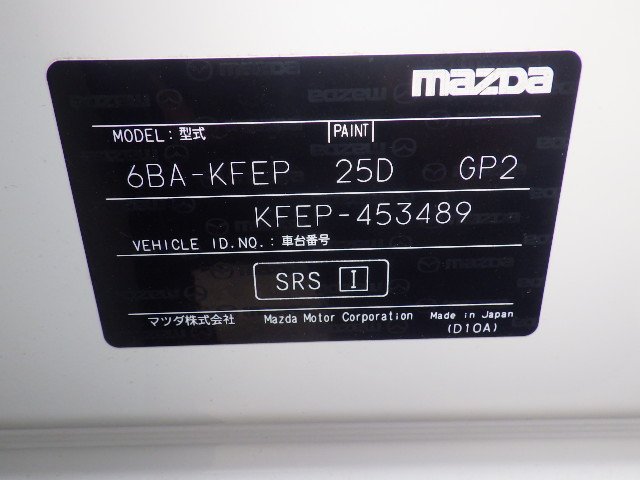 mazda
MODEL: 型式 PAINT
6BA-KFEP 25D GP2
KFEP-453489
VEHICLE ID.NO.: 車台番号
SRS I
マツダ株式会社 Mazda Motor Corporation Made in Japan
(D10A)